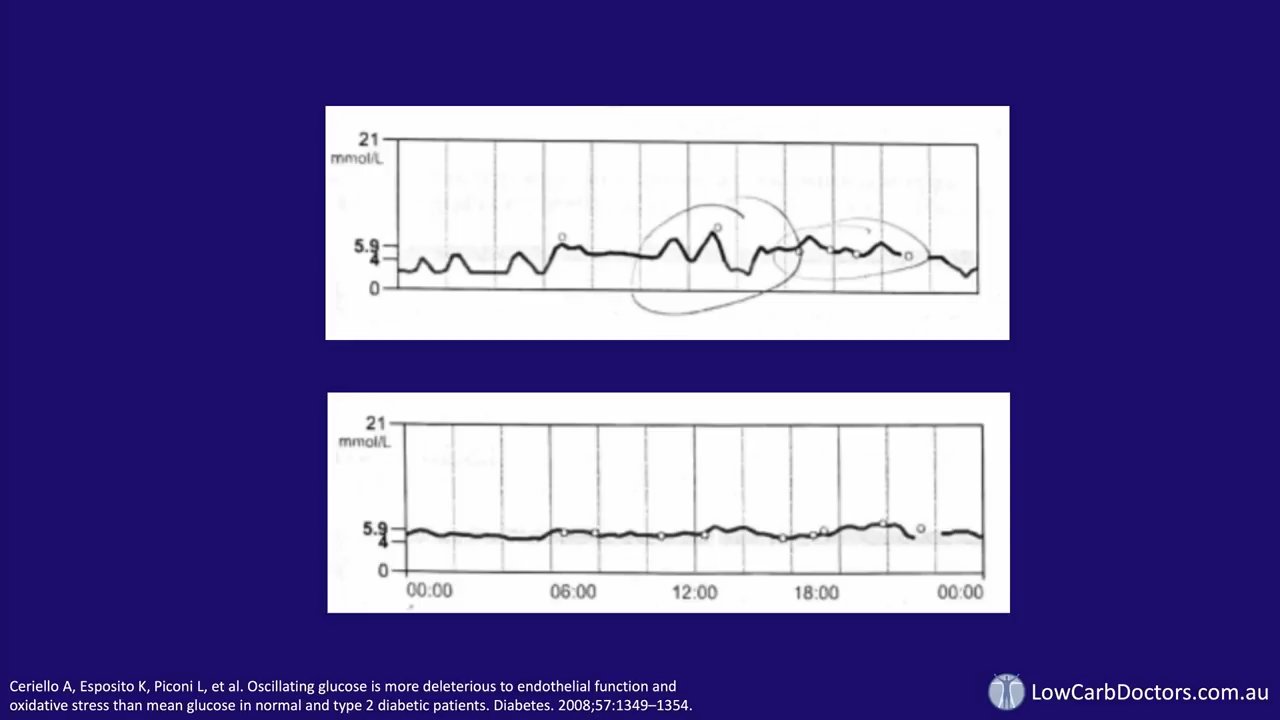 21
mmol/L
5.9
4
0
21
mmol/L
5.9
4
0
00:00 06:00 12:00 18:00 00:00
Ceriello A, Esposito K, Piconi L, et al. Oscillating glucose is more deleterious to endothelial function and
oxidative stress than mean glucose in normal and type 2 diabetic patients. Diabetes. 2008;57:1349–1354.
LowCarbDoctors.com.au